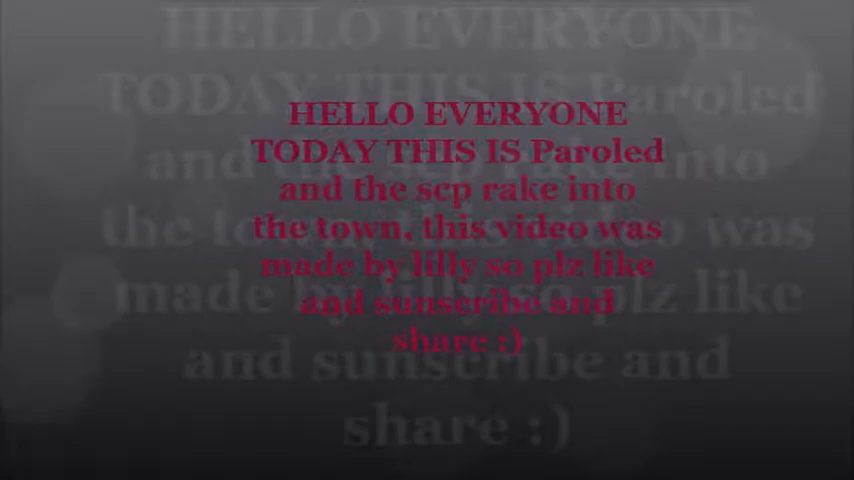 HELLO EVERYONE
TODAY THIS IS Paroled
and the scp rake into
the town, this video was
made by lilly so plz like
and sunscribe and
share :)